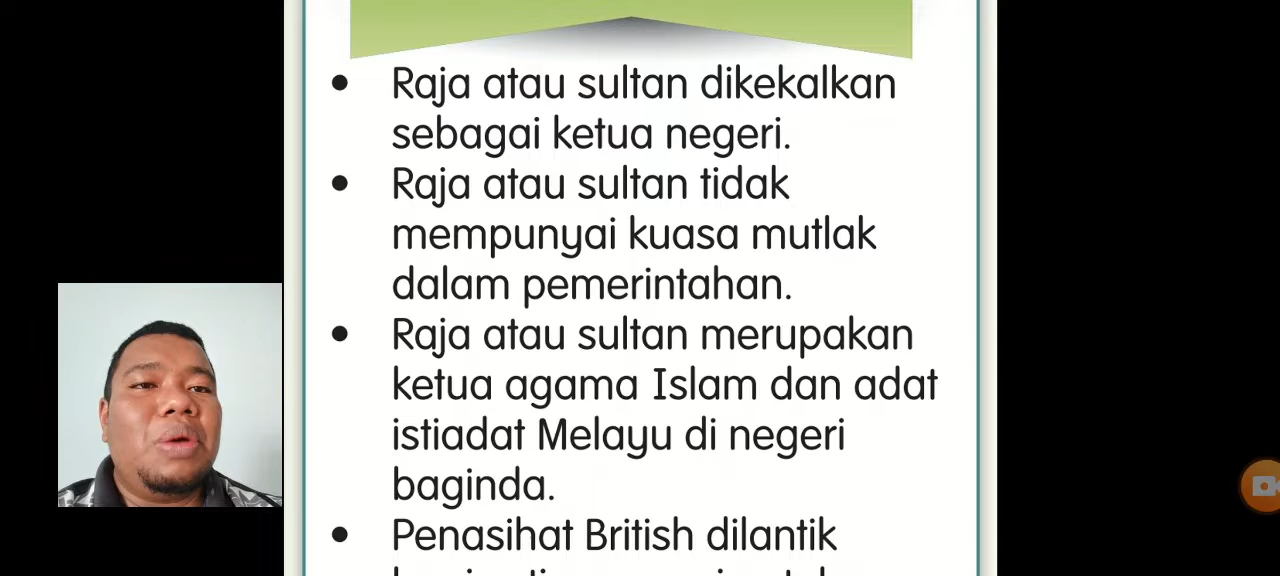 • Raja atau sultan dikekalkan
sebagai ketua negeri.
• Raja atau sultan tidak
mempunyai kuasa mutlak
dalam pemerintahan.
• Raja atau sultan merupakan
ketua agama Islam dan adat
istiadat Melayu di negeri
baginda.
• Penasihat British dilantik